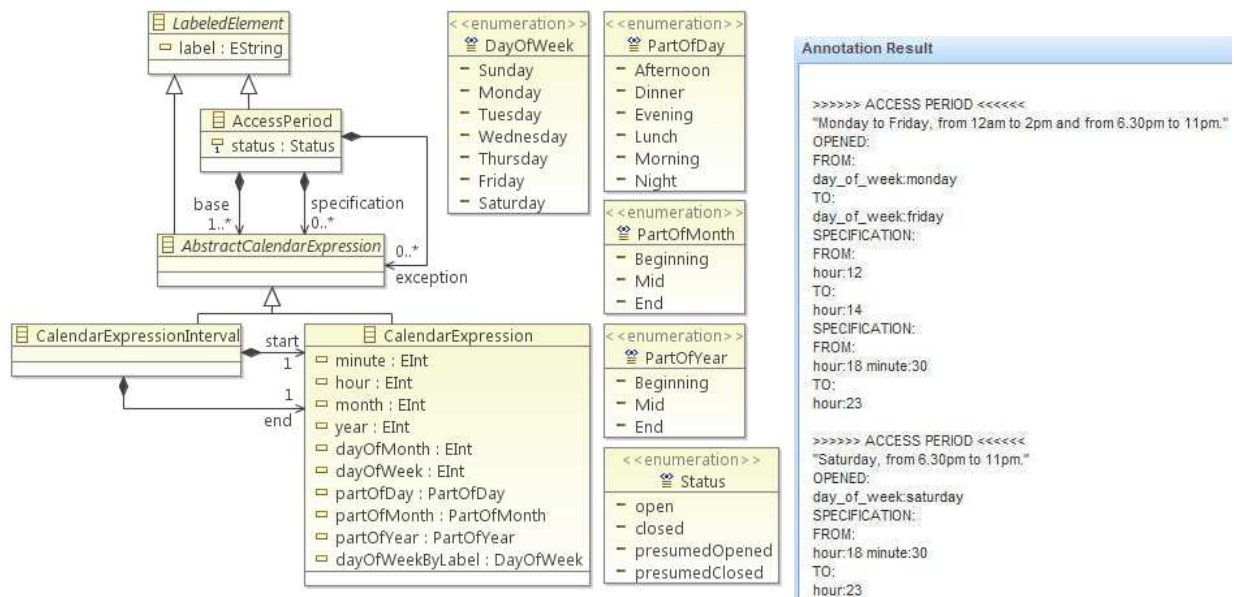 LabeledElement
label : EString
AccessPeriod
status : Status
base
1..*
specification
0..*
AbstractCalendarExpression
0..*
exception
CalendarExpressionInterval
start
1
1
end
CalendarExpression
minute : EInt
hour : EInt
month : EInt
year : EInt
dayOfMonth : EInt
dayOfWeek : EInt
partOfDay : PartOfDay
partOfMonth : PartOfMonth
partOfYear : PartOfYear
dayOfWeekByLabel : DayOfWeek
<<enumeration>>
DayOfWeek
Sunday
Monday
Tuesday
Wednesday
Thursday
Friday
Saturday
<<enumeration>>
PartOfDay
Afternoon
Dinner
Evening
Lunch
Morning
Night
<<enumeration>>
PartOfMonth
Beginning
Mid
End
<<enumeration>>
PartOfYear
Beginning
Mid
End
<<enumeration>>
Status
open
closed
presumedOpened
presumedClosed
Annotation Result
>>>>>> ACCESS PERIOD <<<<<<
"Monday to Friday, from 12am to 2pm and from 6.30pm to 11pm."
OPENED:
FROM:
day_of_week:monday
TO:
day_of_week:friday
SPECIFICATION:
FROM:
hour:12
TO:
hour:14
SPECIFICATION:
FROM:
hour:18 minute:30
TO:
hour:23
>>>>>> ACCESS PERIOD <<<<<<
"Saturday, from 6.30pm to 11pm."
OPENED:
day_of_week:saturday
SPECIFICATION:
FROM:
hour:18 minute:30
TO:
hour:23